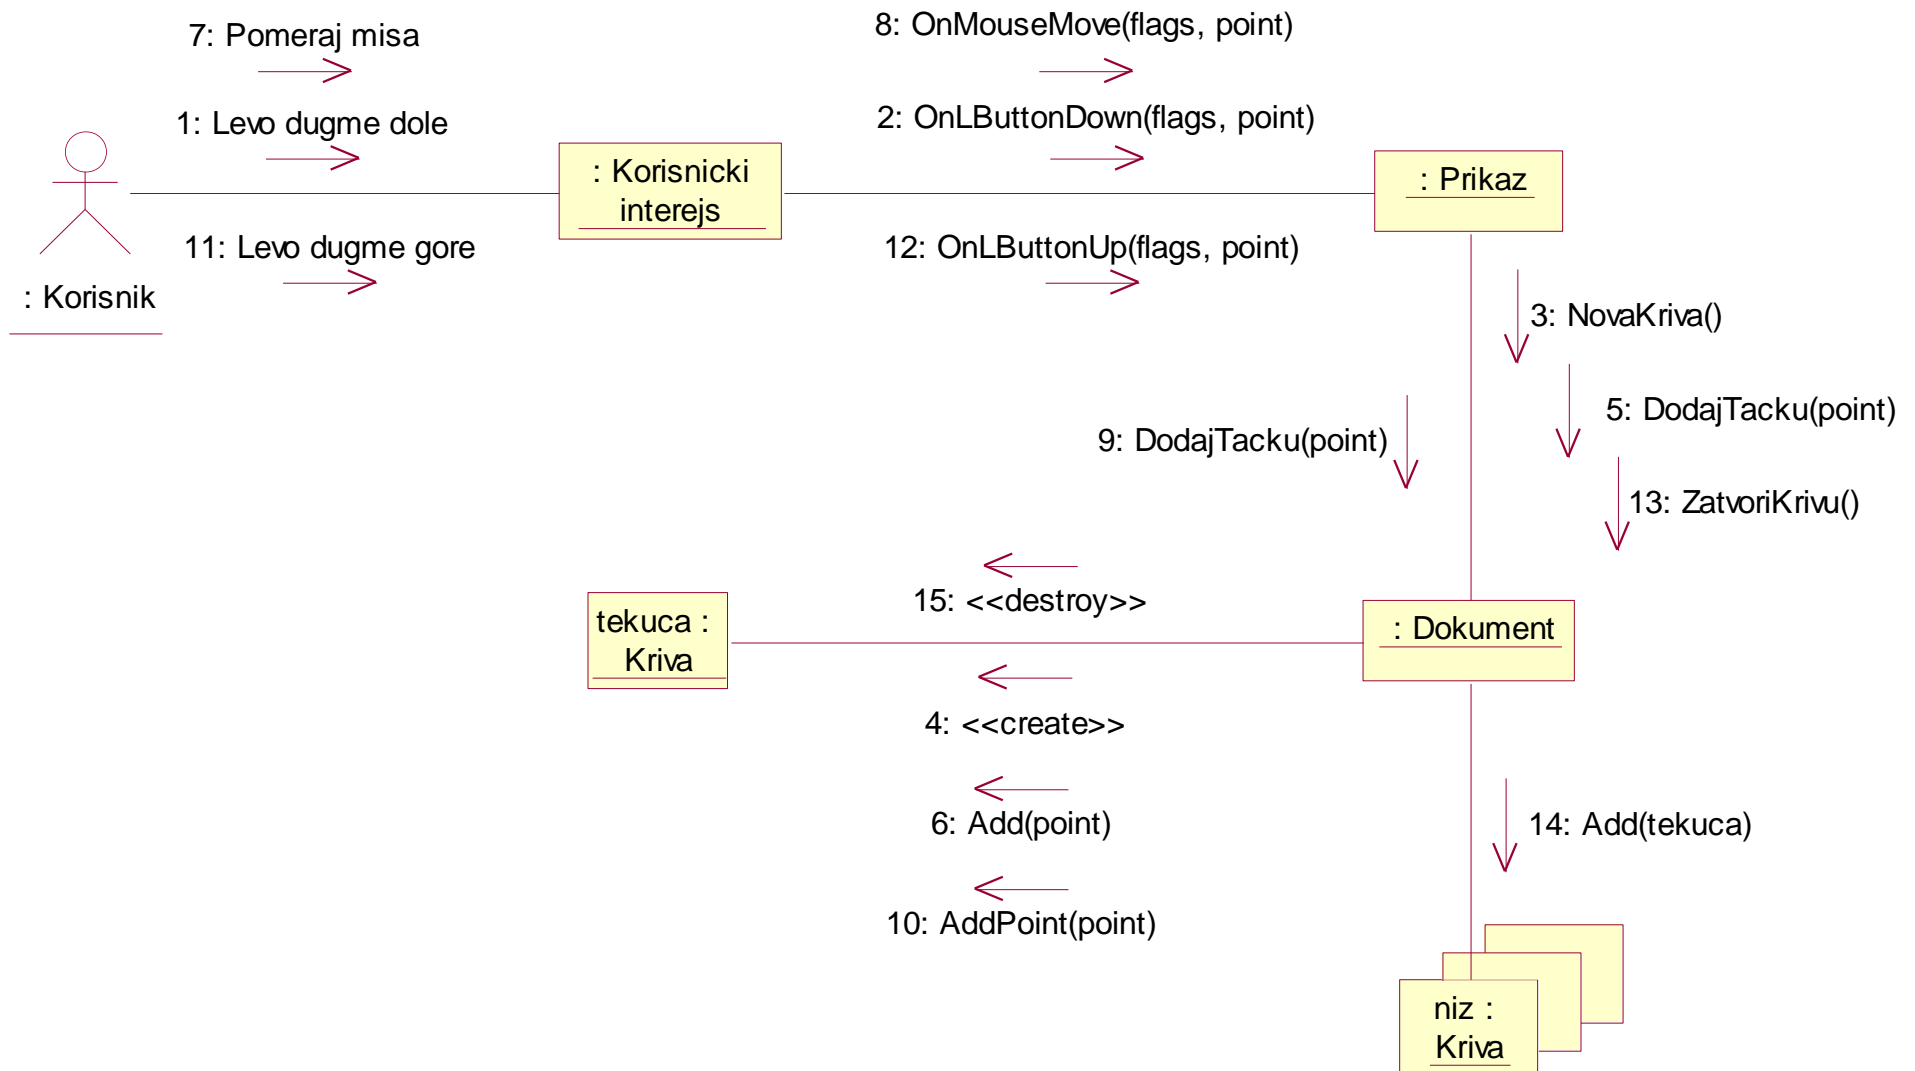 7: Pomeraj misa
8: OnMouseMove(flags, point)
1: Levo dugme dole
2: OnLButtonDown(flags, point)
: Korisnicki
interejs
: Prikaz
11: Levo dugme gore
12: OnLButtonUp(flags, point)
: Korisnik
3: NovaKriva()
5: DodajTacku(point)
9: DodajTacku(point)
13: ZatvoriKrivu()
15: <<destroy>>
tekuca :
Kriva
: Dokument
4: <<create>>
6: Add(point)
14: Add(tekuca)
10: AddPoint(point)
niz :
Kriva